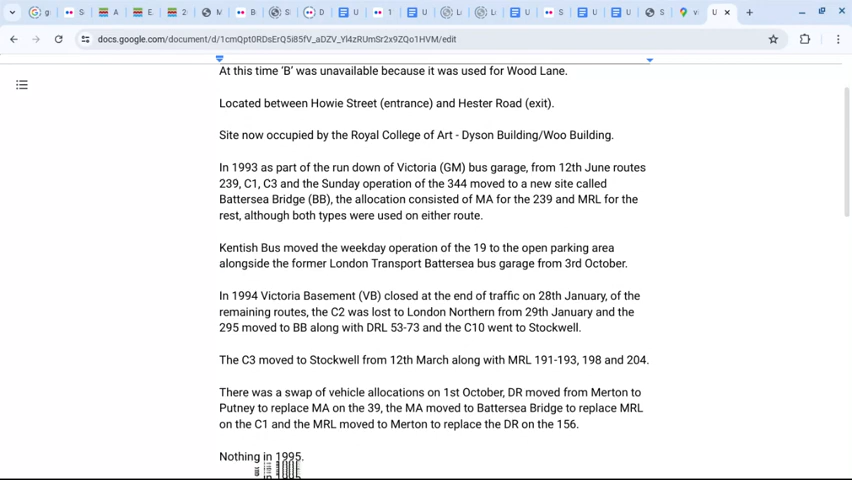 docs.google.com/document/d/1cmQpt0RDsErQ5i85fV_aDZV_Yl4zRUmSr2x9ZQo1HVM/edit
At this time ‘B’ was unavailable because it was used for Wood Lane.
Located between Howie Street (entrance) and Hester Road (exit).
Site now occupied by the Royal College of Art - Dyson Building/Woo Building.
In 1993 as part of the run down of Victoria (GM) bus garage, from 12th June routes
239, C1, C3 and the Sunday operation of the 344 moved to a new site called
Battersea Bridge (BB), the allocation consisted of MA for the 239 and MRL for the
rest, although both types were used on either route.
Kentish Bus moved the weekday operation of the 19 to the open parking area
alongside the former London Transport Battersea bus garage from 3rd October.
In 1994 Victoria Basement (VB) closed at the end of traffic on 28th January, of the
remaining routes, the C2 was lost to London Northern from 29th January and the
295 moved to BB along with DRL 53-73 and the C10 went to Stockwell.
The C3 moved to Stockwell from 12th March along with MRL 191-193, 198 and 204.
There was a swap of vehicle allocations on 1st October, DR moved from Merton to
Putney to replace MA on the 39, the MA moved to Battersea Bridge to replace MRL
on the C1 and the MRL moved to Merton to replace the DR on the 156.
Nothing in 1995.